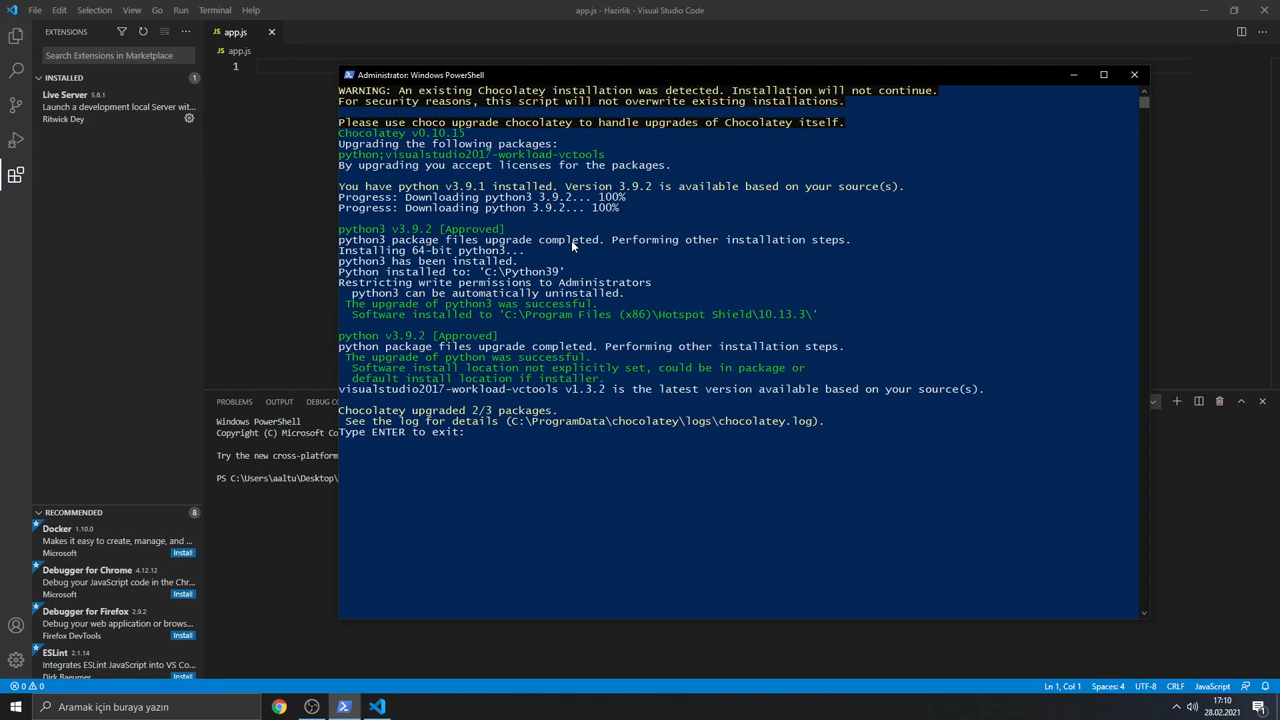 File Edit Selection View Go Run Terminal Help
app.js - Hazirlik - Visual Studio Code
EXTENSIONS
Search Extensions in Marketplace
INSTALLED 1
Live Server 5.6.1
Launch a development local Server wit...
Ritwick Dey
app.js
app.js
1
Administrator: Windows PowerShell
WARNING: An existing Chocolatey installation was detected. Installation will not continue.
For security reasons, this script will not overwrite existing installations.
Please use choco upgrade chocolatey to handle upgrades of Chocolatey itself.
Chocolatey v0.10.15
Upgrading the following packages:
python;visualstudio2017-workload-vctools
By upgrading you accept licenses for the packages.
You have python v3.9.1 installed. Version 3.9.2 is available based on your source(s).
Progress: Downloading python3 3.9.2... 100%
Progress: Downloading python 3.9.2... 100%
python3 v3.9.2 [Approved]
python3 package files upgrade completed. Performing other installation steps.
Installing 64-bit python3...
python3 has been installed.
Python installed to: 'C:\Python39'
Restricting write permissions to Administrators
python3 can be automatically uninstalled.
The upgrade of python3 was successful.
Software installed to 'C:\Program Files (x86)\Hotspot Shield\10.13.3\'
python v3.9.2 [Approved]
python package files upgrade completed. Performing other installation steps.
The upgrade of python was successful.
Software install location not explicitly set, could be in package or
default install location if installer.
visualstudio2017-workload-vctools v1.3.2 is the latest version available based on your source(s).
Chocolatey upgraded 2/3 packages.
See the log for details (C:\ProgramData\chocolatey\logs\chocolatey.log).
Type ENTER to exit:
PROBLEMS OUTPUT DEBUG CO
Windows PowerShell
Copyright (C) Microsoft Co
Try the new cross-platform
PS C:\Users\aaltu\Desktop\
RECOMMENDED 8
Docker 1.10.0
Makes it easy to create, manage, and ...
Microsoft Install
Debugger for Chrome 4.12.12
Debug your JavaScript code in the Chr...
Microsoft Install
Debugger for Firefox 2.9.2
Debug your web application or brows...
Firefox DevTools Install
ESLint 2.1.14
Integrates ESLint JavaScript into VS Co...
Dirk Baeumer Install
0 0 Ln 1, Col 1 Spaces: 4 UTF-8 CRLF JavaScript
Aramak için buraya yazın
17:10
28.02.2021
1